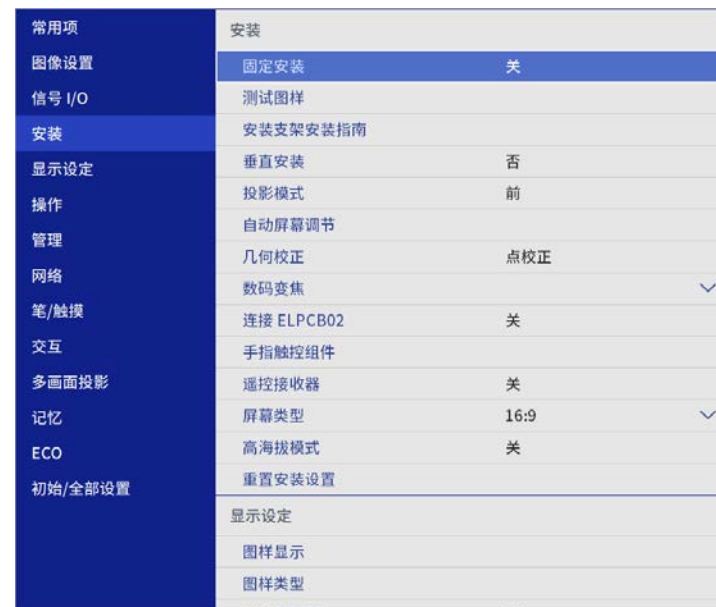 常用项
图像设置
信号 I/O
安装
显示设定
操作
管理
网络
笔/触摸
交互
多画面投影
记忆
ECO
初始/全部设置
安装
固定安装 关
测试图样
安装支架安装指南
垂直安装 否
投影模式 前
自动屏幕调节
几何校正 点校正
数码变焦
连接 ELPCB02 关
手指触控组件
遥控接收器 关
屏幕类型 16:9
高海拔模式 关
重置安装设置
显示设定
图样显示
图样类型